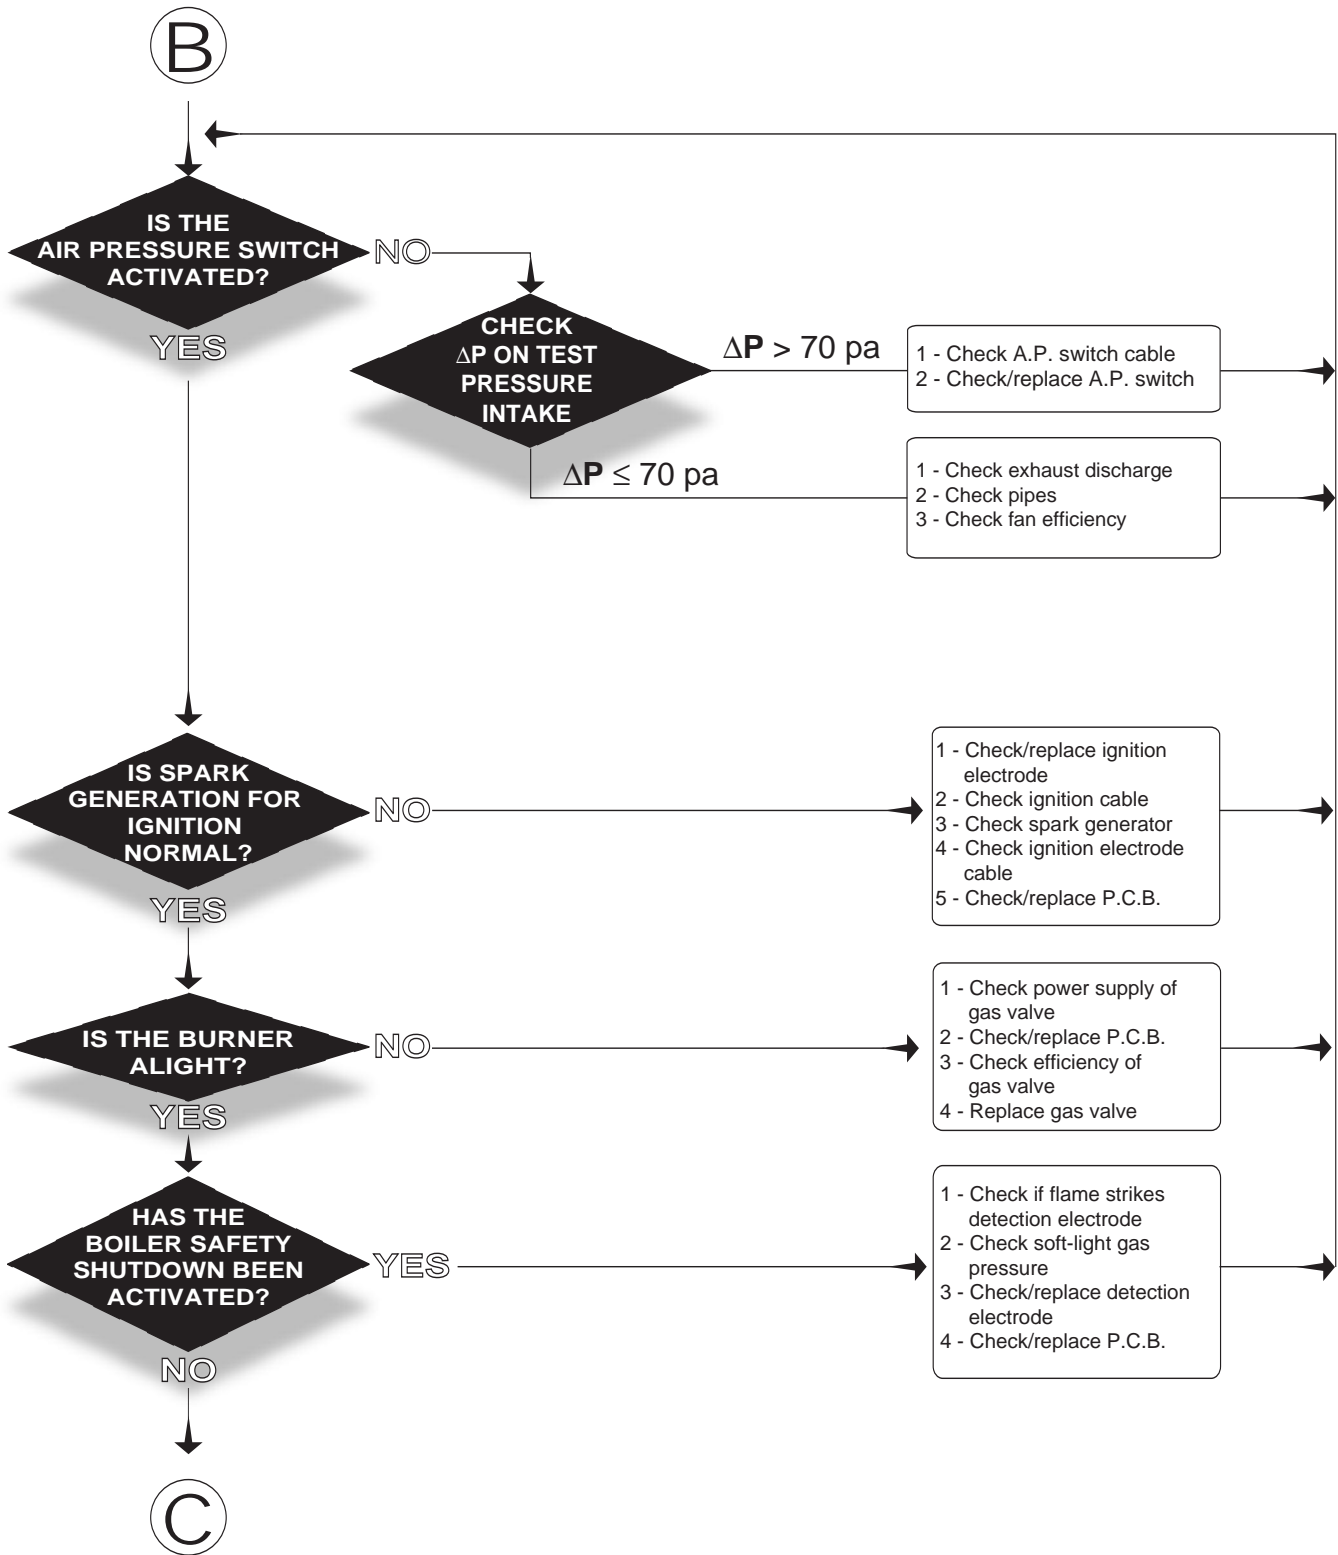 B
IS THE
AIR PRESSURE SWITCH
ACTIVATED?
NO
YES
CHECK
ΔP ON TEST
PRESSURE
INTAKE
ΔP > 70 pa
1 - Check A.P. switch cable
2 - Check/replace A.P. switch
ΔP ≤ 70 pa
1 - Check exhaust discharge
2 - Check pipes
3 - Check fan efficiency
IS SPARK
GENERATION FOR
IGNITION
NORMAL?
NO
YES
1 - Check/replace ignition
electrode
2 - Check ignition cable
3 - Check spark generator
4 - Check ignition electrode
cable
5 - Check/replace P.C.B.
IS THE BURNER
ALIGHT?
NO
YES
1 - Check power supply of
gas valve
2 - Check/replace P.C.B.
3 - Check efficiency of
gas valve
4 - Replace gas valve
HAS THE
BOILER SAFETY
SHUTDOWN BEEN
ACTIVATED?
YES
NO
1 - Check if flame strikes
detection electrode
2 - Check soft-light gas
pressure
3 - Check/replace detection
electrode
4 - Check/replace P.C.B.
C